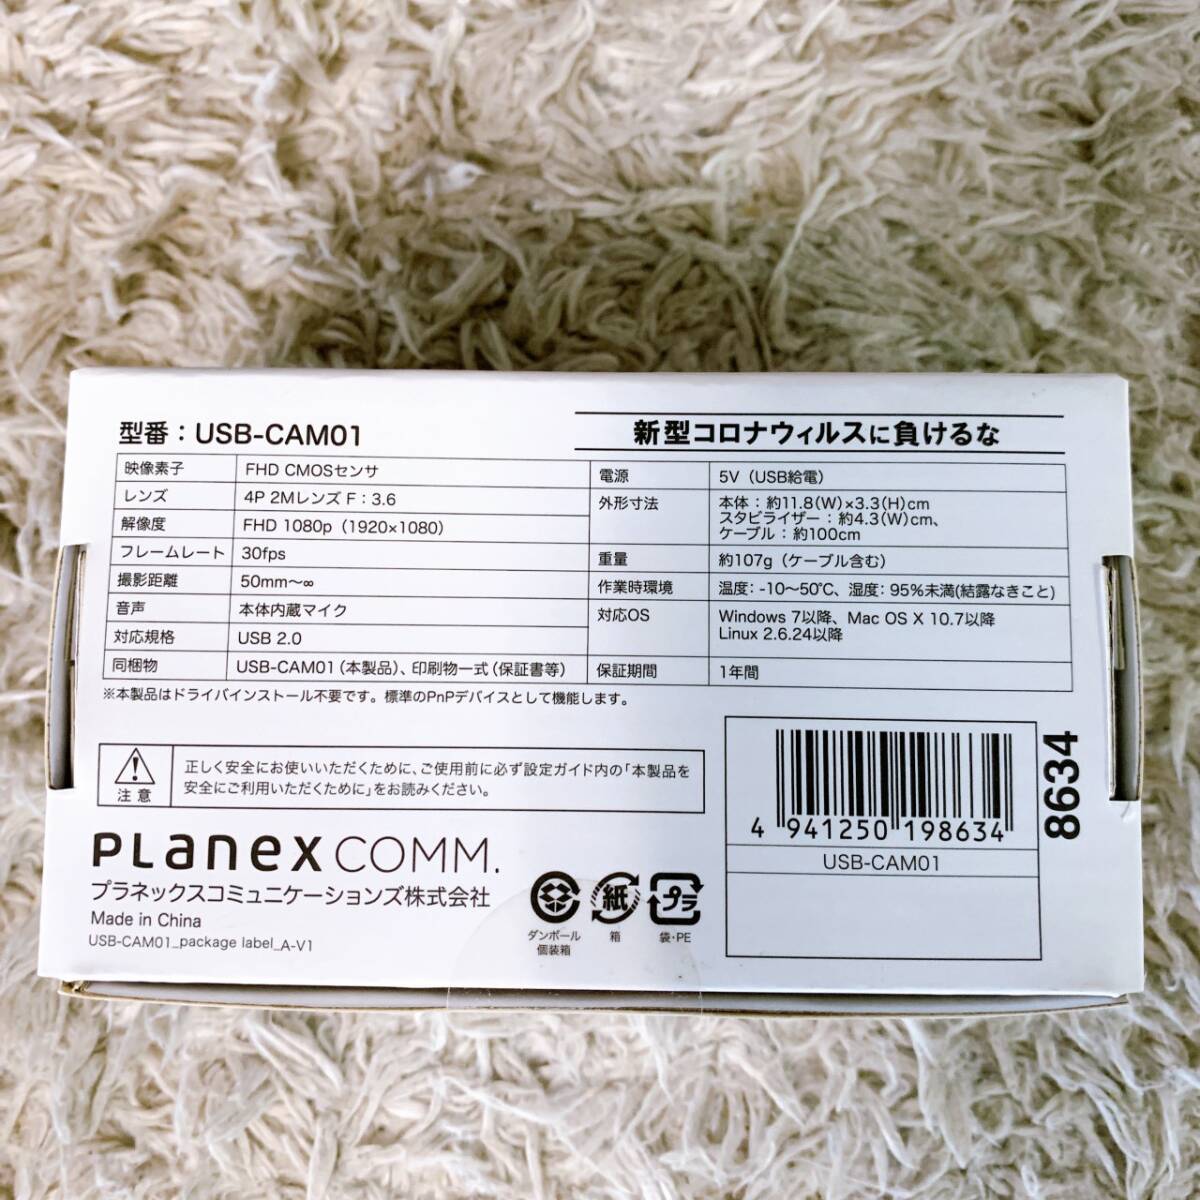 型番：USB-CAM01
新型コロナウィルスに負けるな
映像素子 FHD CMOSセンサ
レンズ 4P 2Mレンズ F：3.6
解像度 FHD 1080p（1920×1080）
フレームレート 30fps
撮影距離 50mm～∞
音声 本体内蔵マイク
対応規格 USB 2.0
同梱物 USB-CAM01（本製品）、印刷物一式（保証書等）
電源 5V（USB給電）
外形寸法 本体：約11.8(W)×3.3(H)cm
スタビライザー：約4.3(W)cm、
ケーブル：約100cm
重量 約107g（ケーブル含む）
作業時環境 温度：-10～50℃、湿度：95％未満(結露なきこと)
対応OS Windows 7以降、Mac OS X 10.7以降
Linux 2.6.24以降
保証期間 1年間
※本製品はドライバインストール不要です。標準のPnPデバイスとして機能します。
注意
正しく安全にお使いいただくために、ご使用前に必ず設定ガイド内の「本製品を
安全にご利用いただくために」をお読みください。
PLANEX COMM.
プラネックスコミュニケーションズ株式会社
Made in China
USB-CAM01_package label_A-V1
紙
プラ
ダンボール
個装箱
箱
袋・PE
4 941250 198634
USB-CAM01
8634